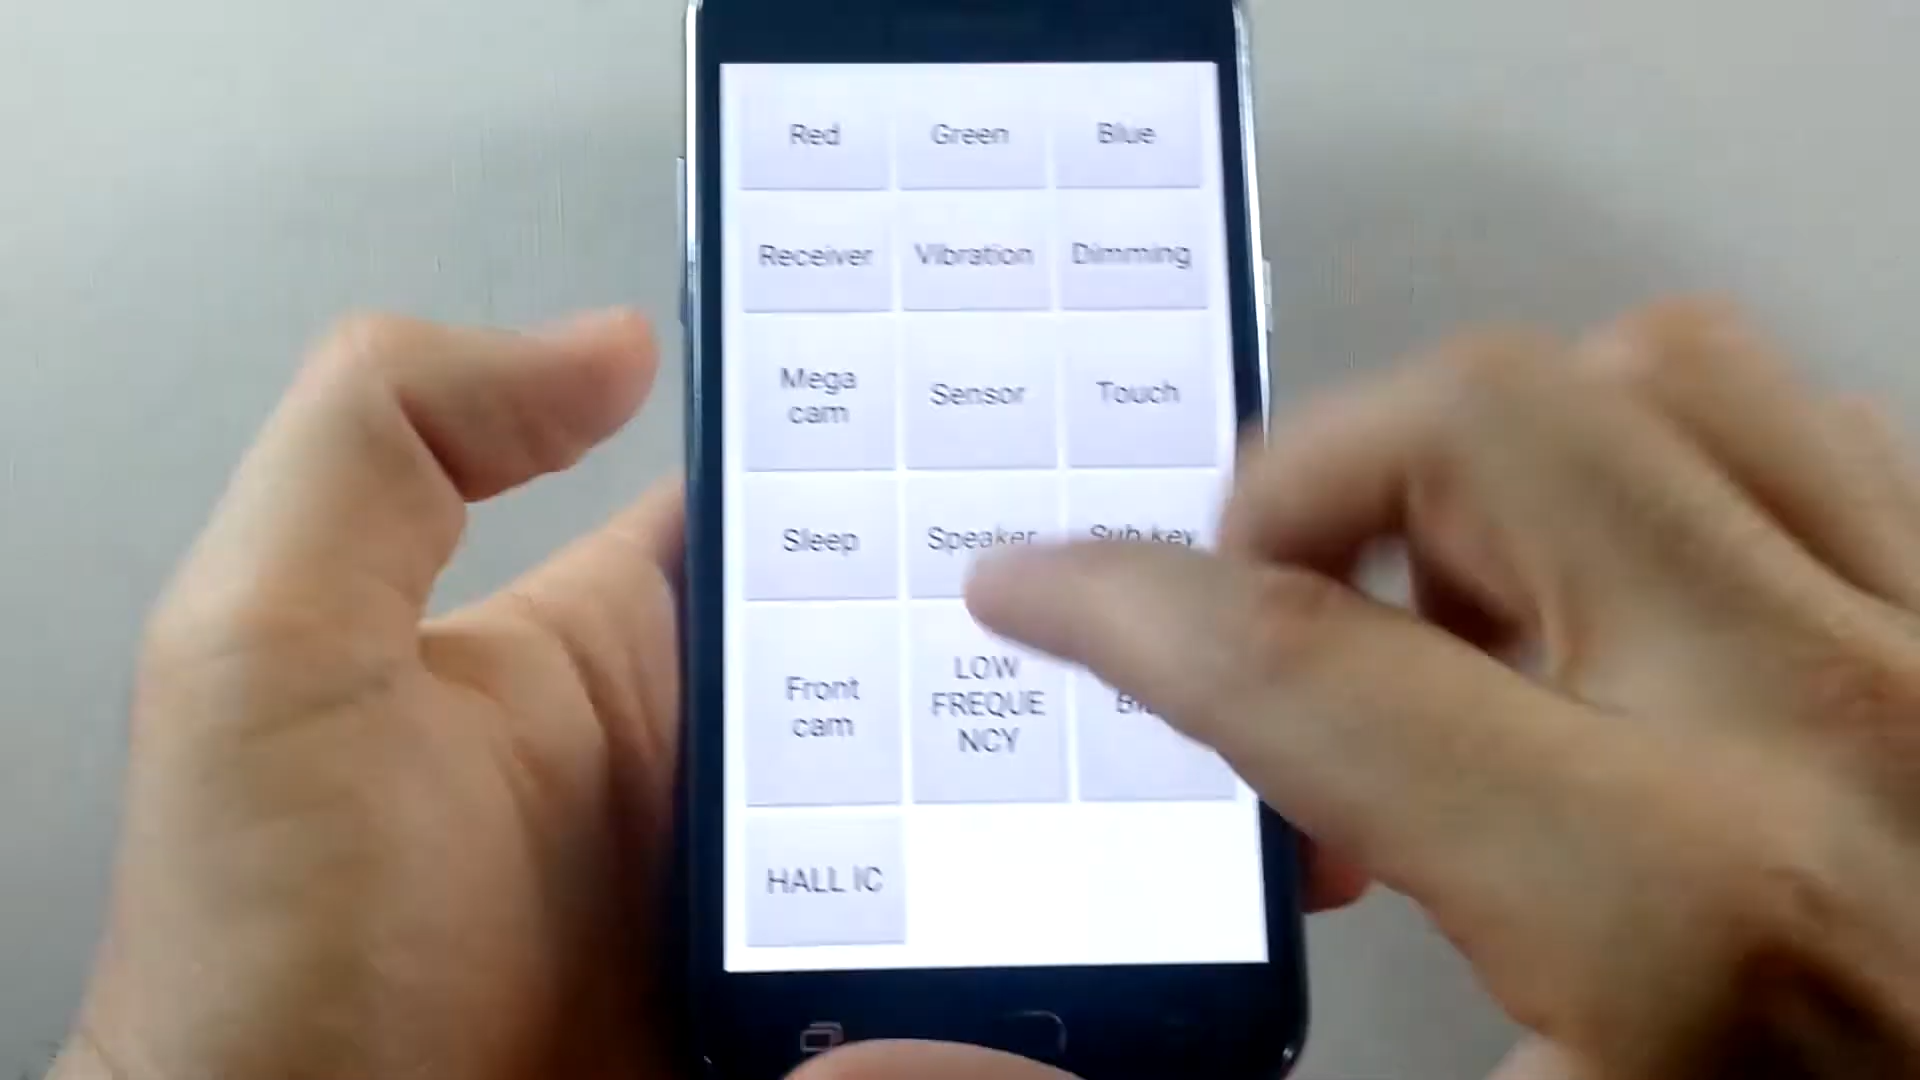 Red Green Blue
Receiver Vibration Dimming
Mega
cam
Sensor Touch
Sleep Speaker Sub key
Front
cam
LOW
FREQUE
NCY
HALL IC